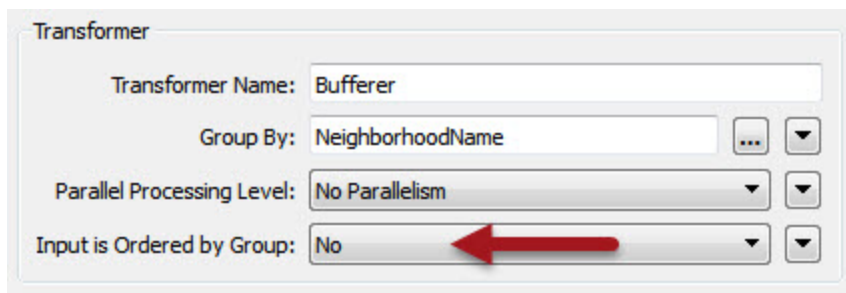 Transformer
Transformer Name: Bufferer
Group By: NeighborhoodName ...
Parallel Processing Level: No Parallelism
Input is Ordered by Group: No